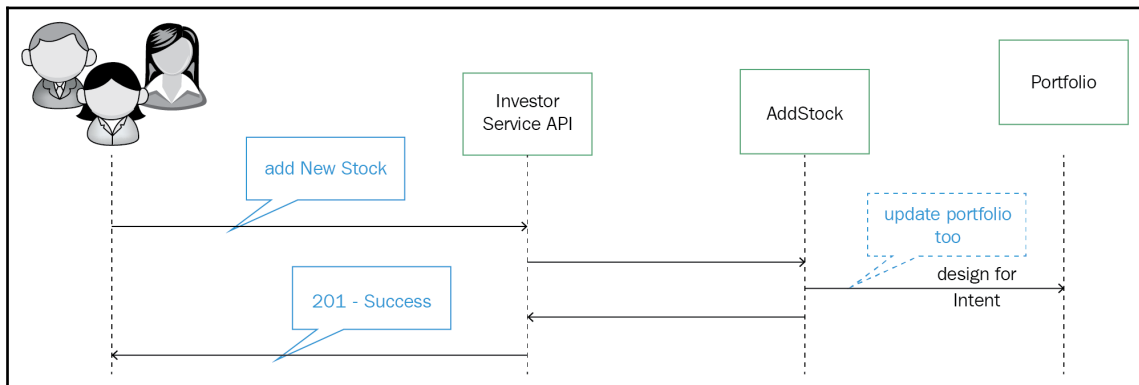 Investor
Service API
AddStock
Portfolio
add New Stock
update portfolio
too
design for
Intent
201 - Success